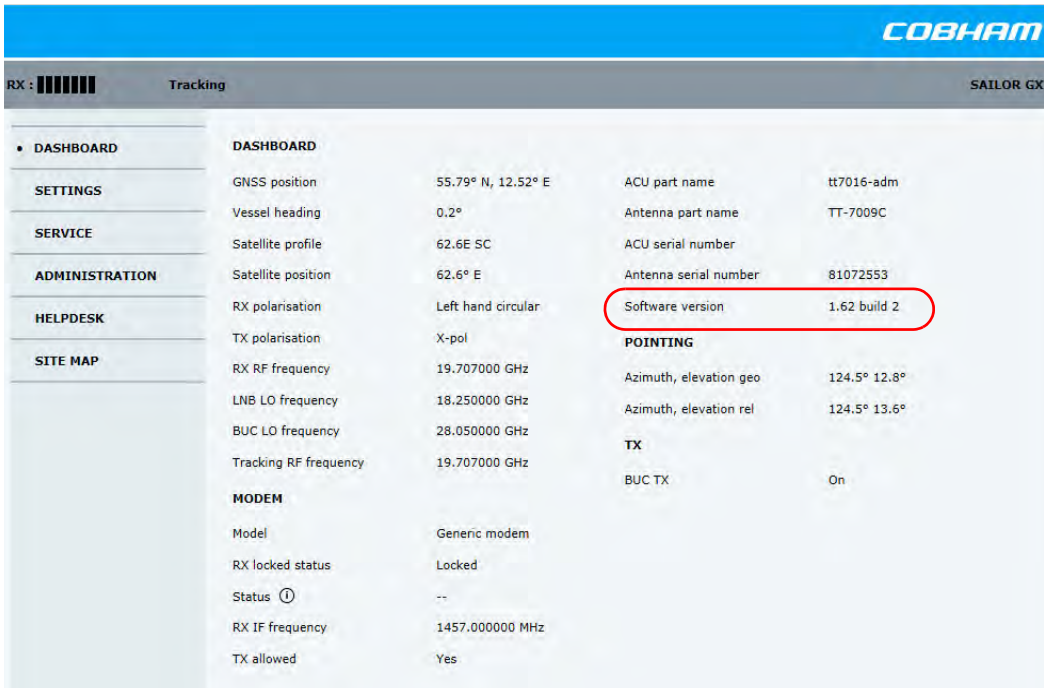 COBHAM
RX :
Tracking
SAILOR GX
• DASHBOARD
SETTINGS
SERVICE
ADMINISTRATION
HELPDESK
SITE MAP
DASHBOARD
GNSS position 55.79° N, 12.52° E
Vessel heading 0.2°
Satellite profile 62.6E SC
Satellite position 62.6° E
RX polarisation Left hand circular
TX polarisation X-pol
RX RF frequency 19.707000 GHz
LNB LO frequency 18.250000 GHz
BUC LO frequency 28.050000 GHz
Tracking RF frequency 19.707000 GHz
MODEM
Model Generic modem
RX locked status Locked
Status ⓘ --
RX IF frequency 1457.000000 MHz
TX allowed Yes
ACU part name tt7016-adm
Antenna part name TT-7009C
ACU serial number
Antenna serial number 81072553
Software version 1.62 build 2
POINTING
Azimuth, elevation geo 124.5° 12.8°
Azimuth, elevation rel 124.5° 13.6°
TX
BUC TX On